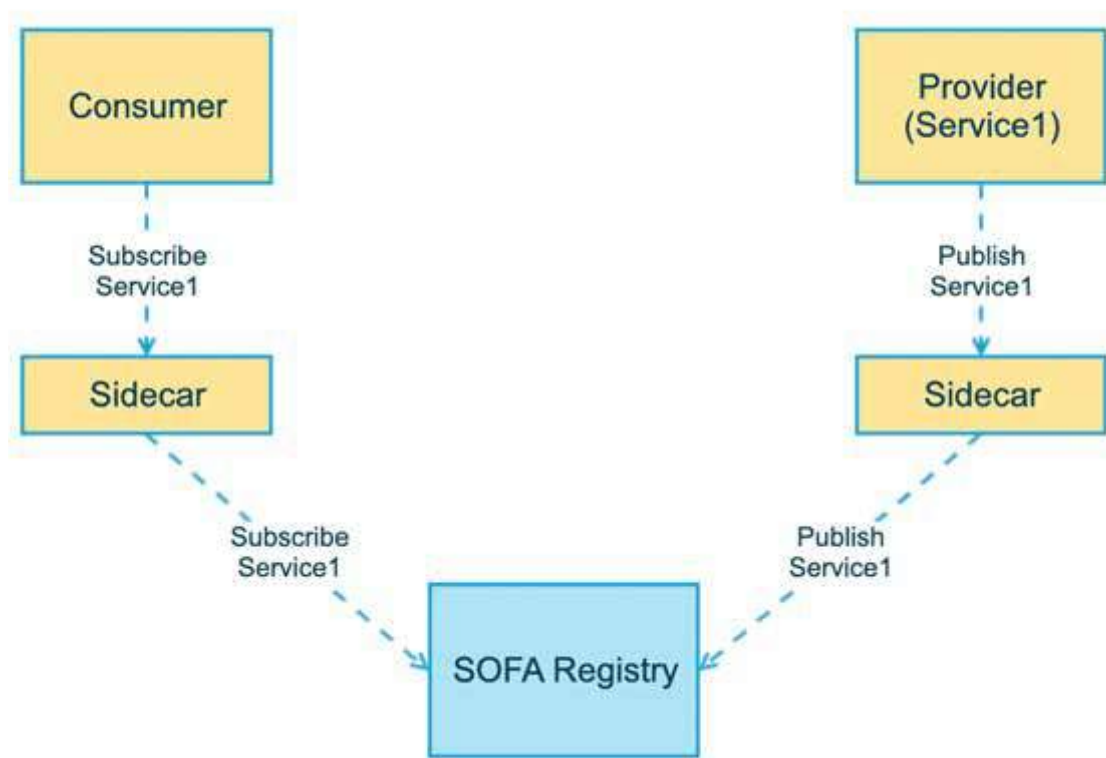 Consumer
Provider
(Service1)
Subscribe
Service1
Publish
Service1
Sidecar
Sidecar
Subscribe
Service1
Publish
Service1
SOFA Registry